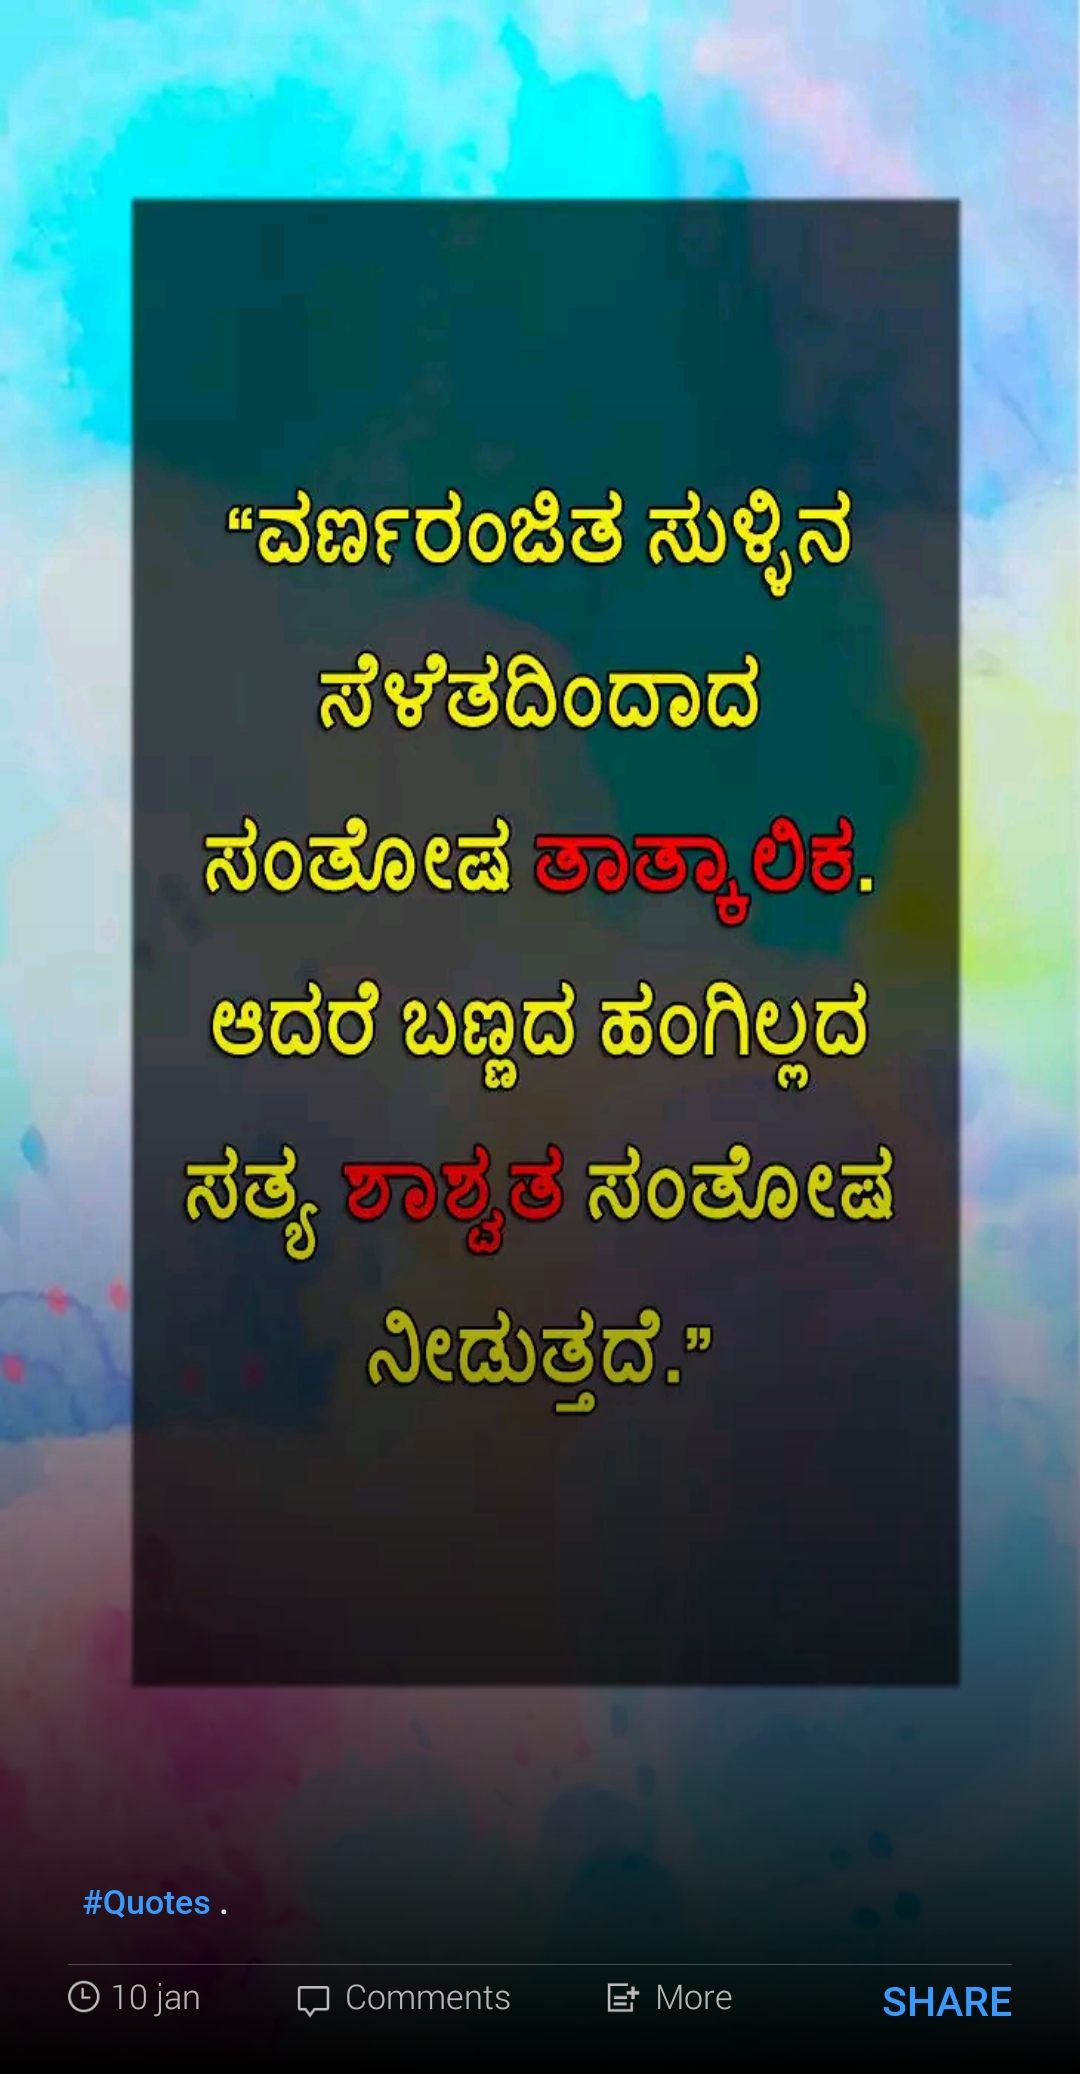 “ವರ್ಣರಂಜಿತ ಸುಳ್ಳಿನ
ಸೆಳೆತದಿಂದಾದ
ಸಂತೋಷ ತಾತ್ಕಾಲಿಕ.
ಆದರೆ ಬಣ್ಣದ ಹಂಗಿಲ್ಲದ
ಸತ್ಯ ಶಾಶ್ವತ ಸಂತೋಷ
ನೀಡುತ್ತದೆ.”
#Quotes .
10 jan Comments More SHARE